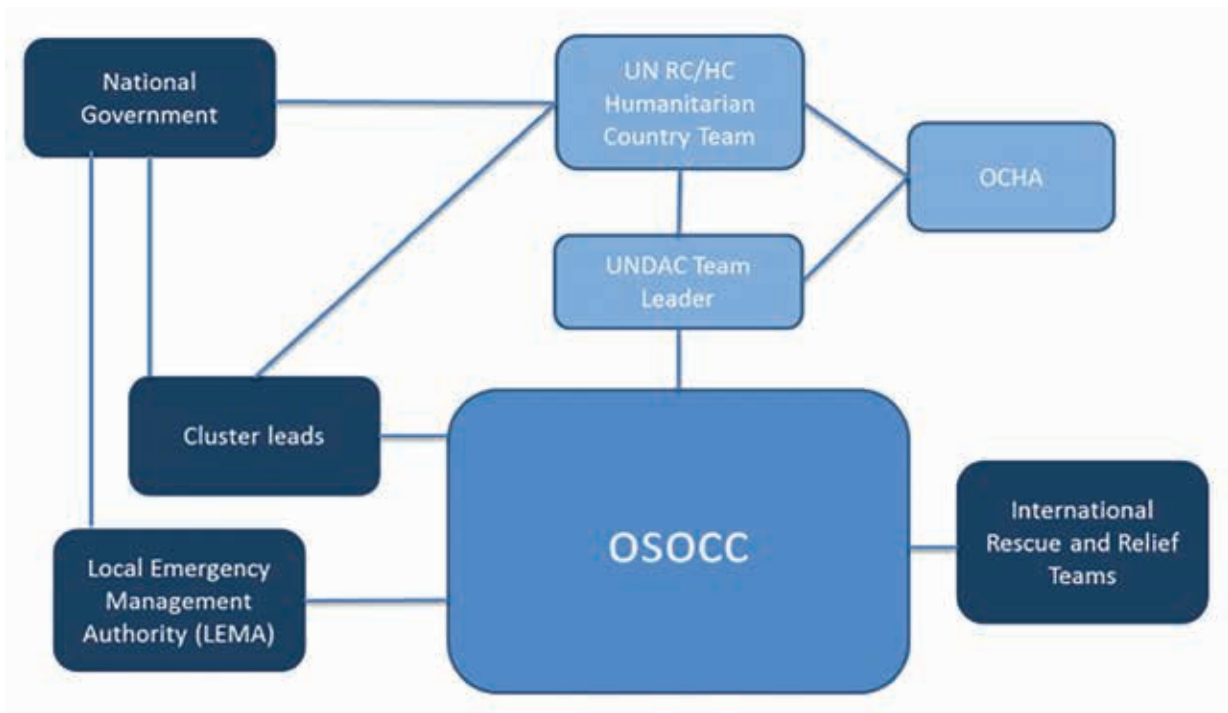 National
Government
UN RC/HC
Humanitarian
Country Team
OCHA
UNDAC Team
Leader
Cluster leads
OSOCC
International
Rescue and Relief
Teams
Local Emergency
Management
Authority (LEMA)